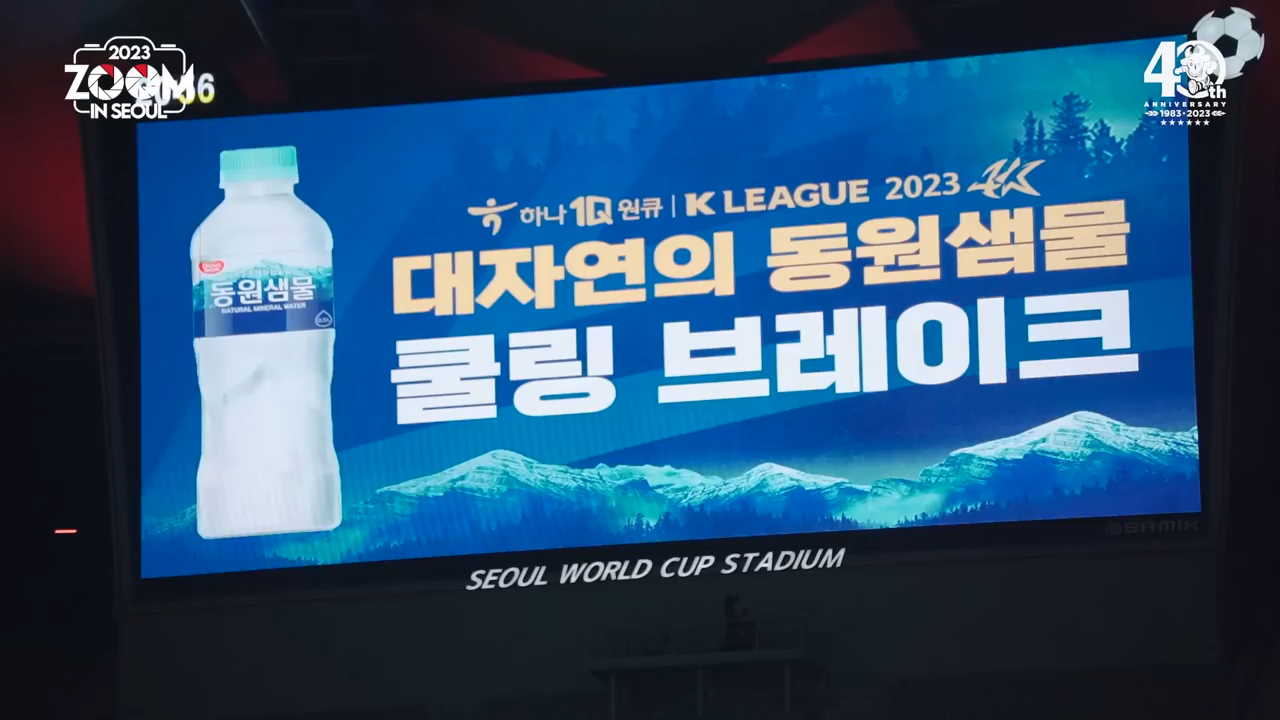 2023
ZOOM
IN SEOUL
40th
ANNIVERSARY
1983·2023
하나 1Q 원큐 | K LEAGUE 2023
대자연의 동원샘물
쿨링 브레이크
동원샘물
NATURAL MINERAL WATER
SEOUL WORLD CUP STADIUM
SAMIK